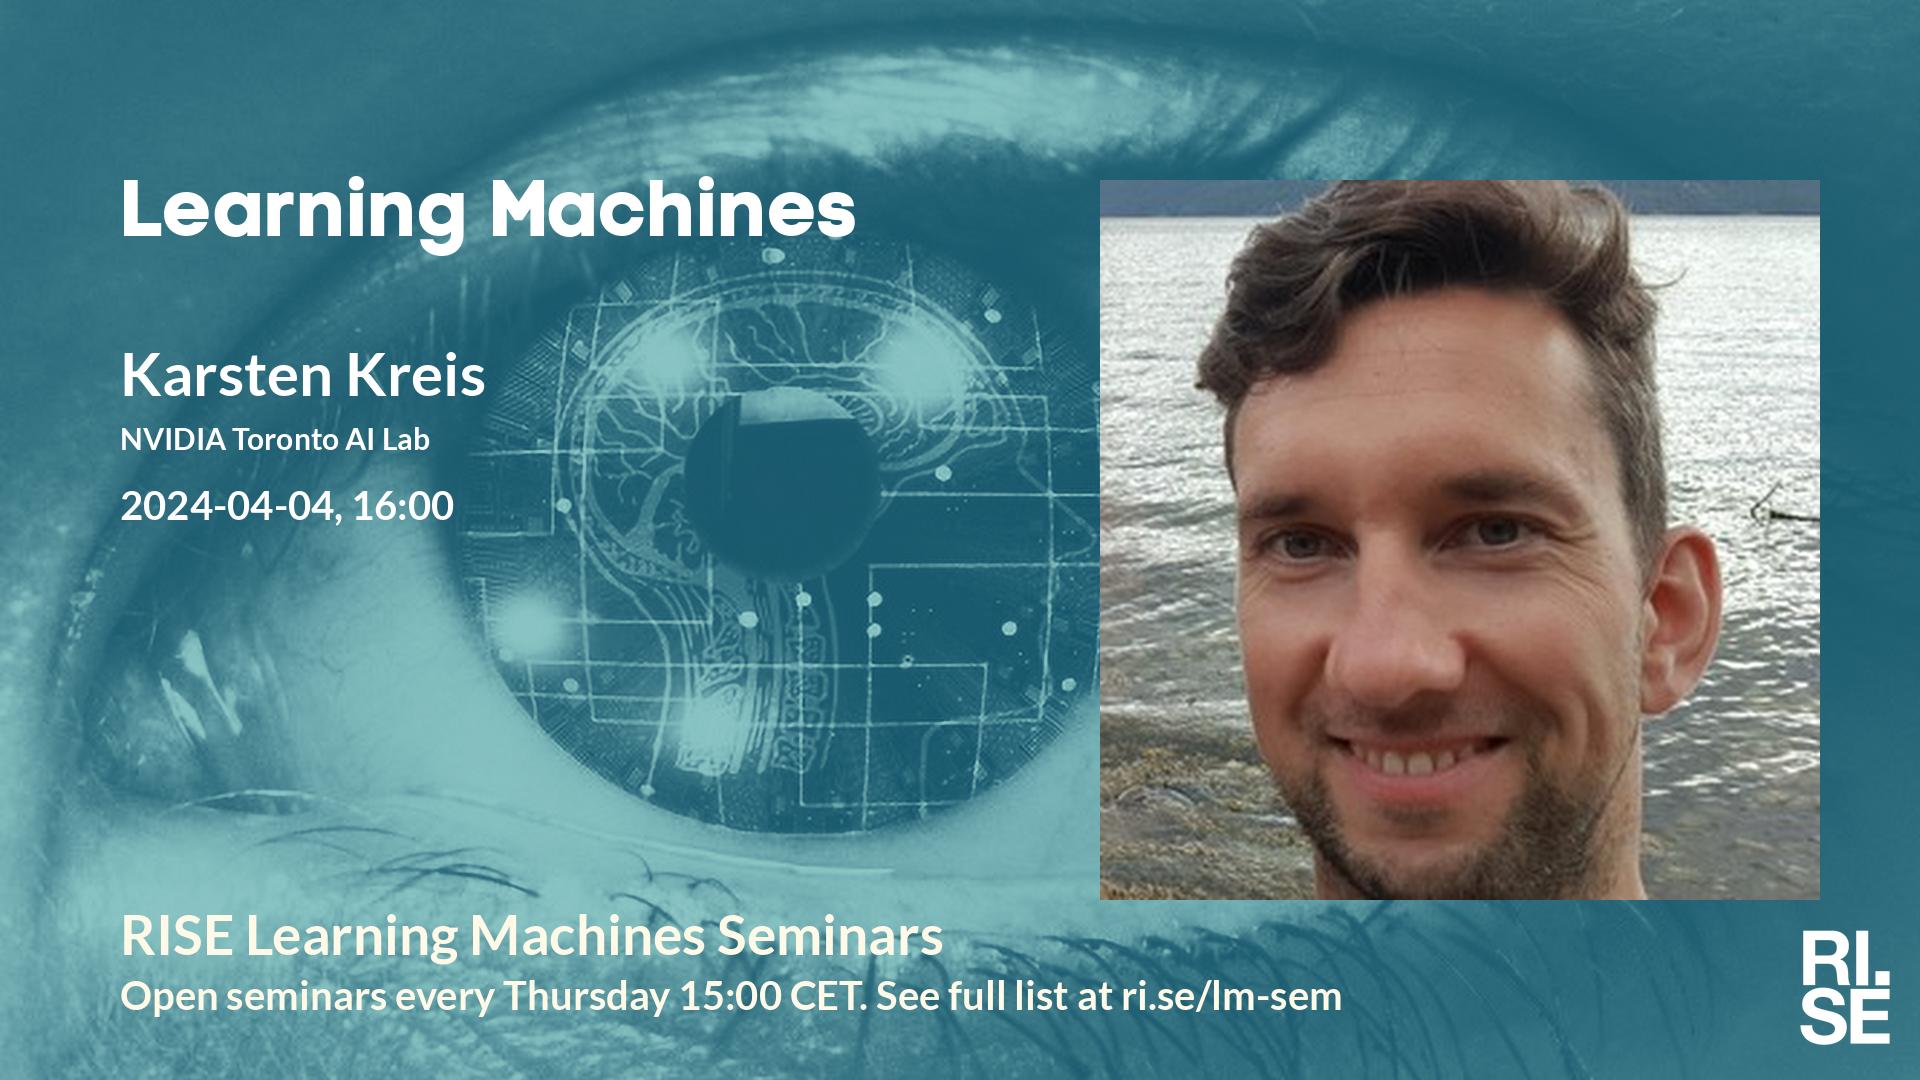 Learning Machines
Karsten Kreis
NVIDIA Toronto AI Lab
2024-04-04, 16:00
RISE Learning Machines Seminars
Open seminars every Thursday 15:00 CET. See full list at ri.se/lm-sem
RI.
SE